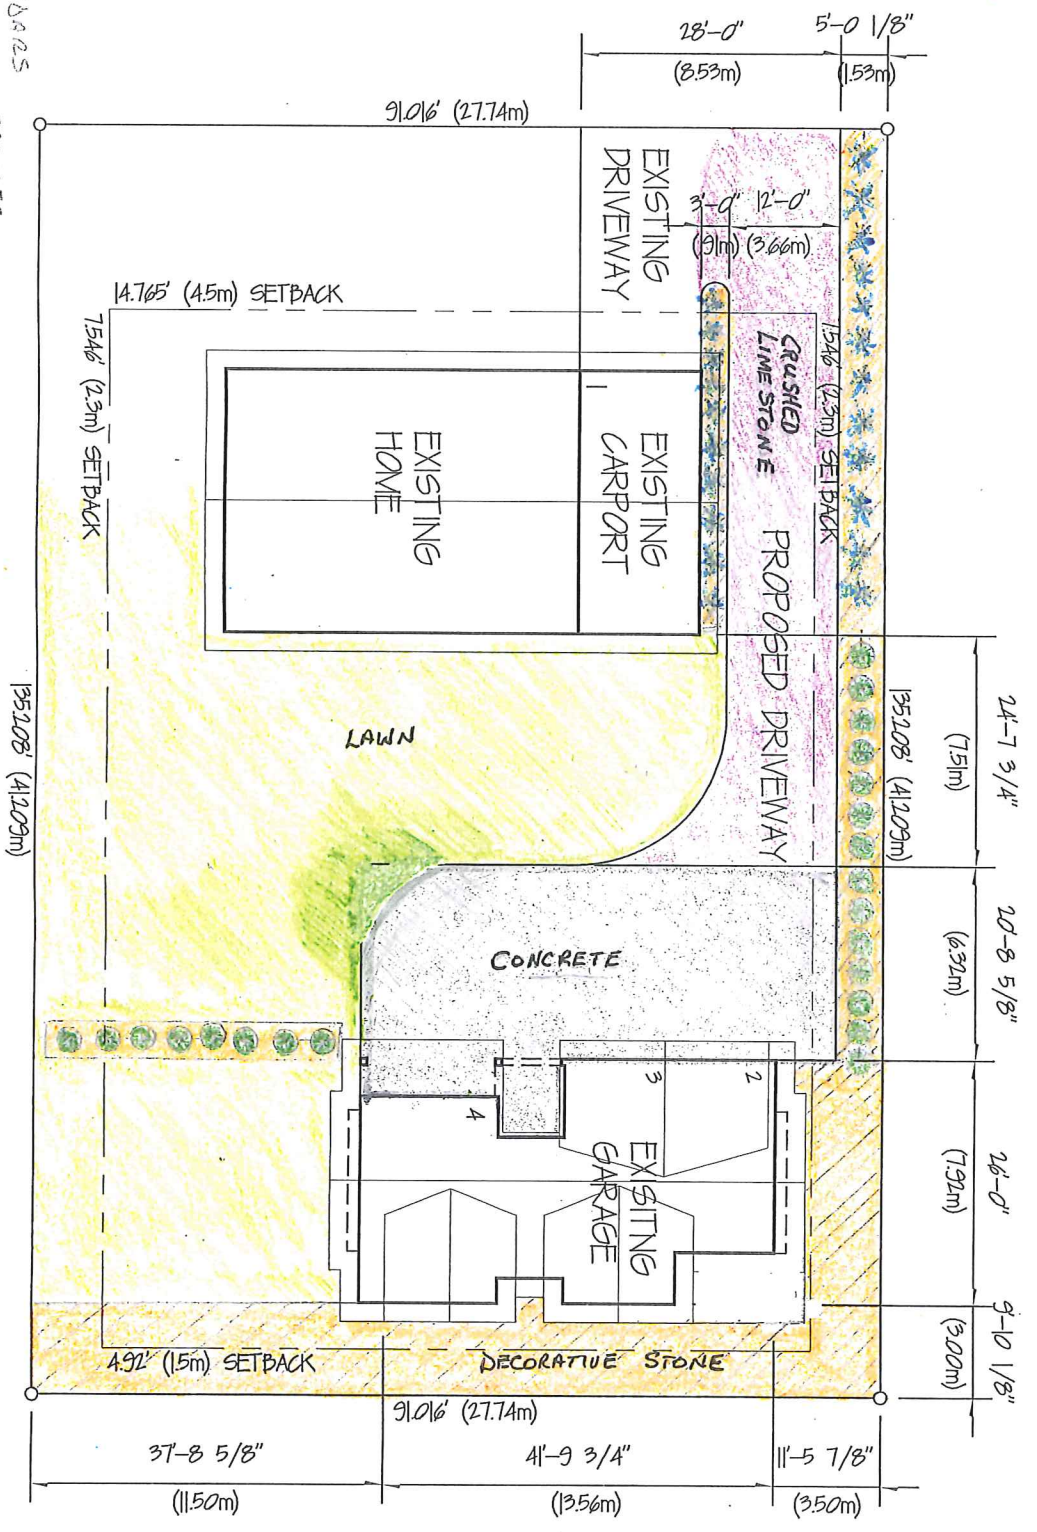 28'-0"
(8.53m)
5'-0 1/8"
(1.53m)
91.016' (27.74m)
EXISTING
DRIVEWAY
3'-0"
(.91m)
12'-0"
(3.66m)
14.765' (4.5m) SETBACK
7.546' (2.3m) SETBACK
7.546' (2.3m) SETBACK
CRUSHED
LIMESTONE
EXISTING
HOME
1
EXISTING
CARPORT
PROPOSED DRIVEWAY
LAWN
135.208' (41.209m)
135.208' (41.209m)
24'-7 3/4"
(7.51m)
CONCRETE
20'-8 5/8"
(6.32m)
2
3
4
EXISITING
GARAGE
26'-0"
(7.92m)
9'-10 1/8"
(3.00m)
4.92' (1.5m) SETBACK
DECORATIVE STONE
91.016' (27.74m)
37'-8 5/8"
(11.50m)
41'-9 3/4"
(13.56m)
11'-5 7/8"
(3.50m)